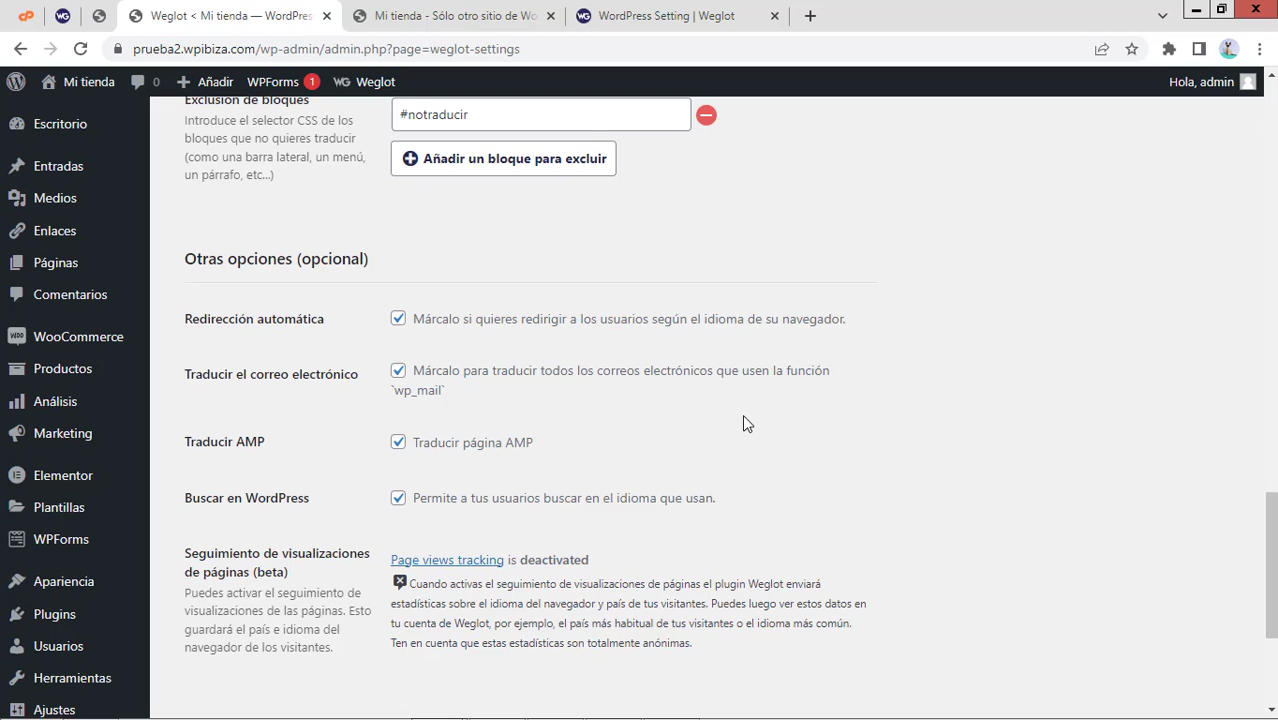 Weglot < Mi tienda — WordPress
Mi tienda - Sólo otro sitio de Wo
WordPress Setting | Weglot
prueba2.wpibiza.com/wp-admin/admin.php?page=weglot-settings
Mi tienda
0
Añadir
WPForms 1
Weglot
Hola, admin
Escritorio
Entradas
Medios
Enlaces
Páginas
Comentarios
WooCommerce
Productos
Análisis
Marketing
Elementor
Plantillas
WPForms
Apariencia
Plugins
Usuarios
Herramientas
Ajustes
Exclusión de bloques
Introduce el selector CSS de los
bloques que no quieres traducir
(como una barra lateral, un menú,
un párrafo, etc...)
#notraducir
Añadir un bloque para excluir
Otras opciones (opcional)
Redirección automática
Márcalo si quieres redirigir a los usuarios según el idioma de su navegador.
Traducir el correo electrónico
Márcalo para traducir todos los correos electrónicos que usen la función
`wp_mail`
Traducir AMP
Traducir página AMP
Buscar en WordPress
Permite a tus usuarios buscar en el idioma que usan.
Seguimiento de visualizaciones
de páginas (beta)
Puedes activar el seguimiento de
visualizaciones de las páginas. Esto
guardará el país e idioma del
navegador de los visitantes.
Page views tracking is deactivated
Cuando activas el seguimiento de visualizaciones de páginas el plugin Weglot enviará
estadísticas sobre el idioma del navegador y país de tus visitantes. Puedes luego ver estos datos en
tu cuenta de Weglot, por ejemplo, el país más habitual de tus visitantes o el idioma más común.
Ten en cuenta que estas estadísticas son totalmente anónimas.